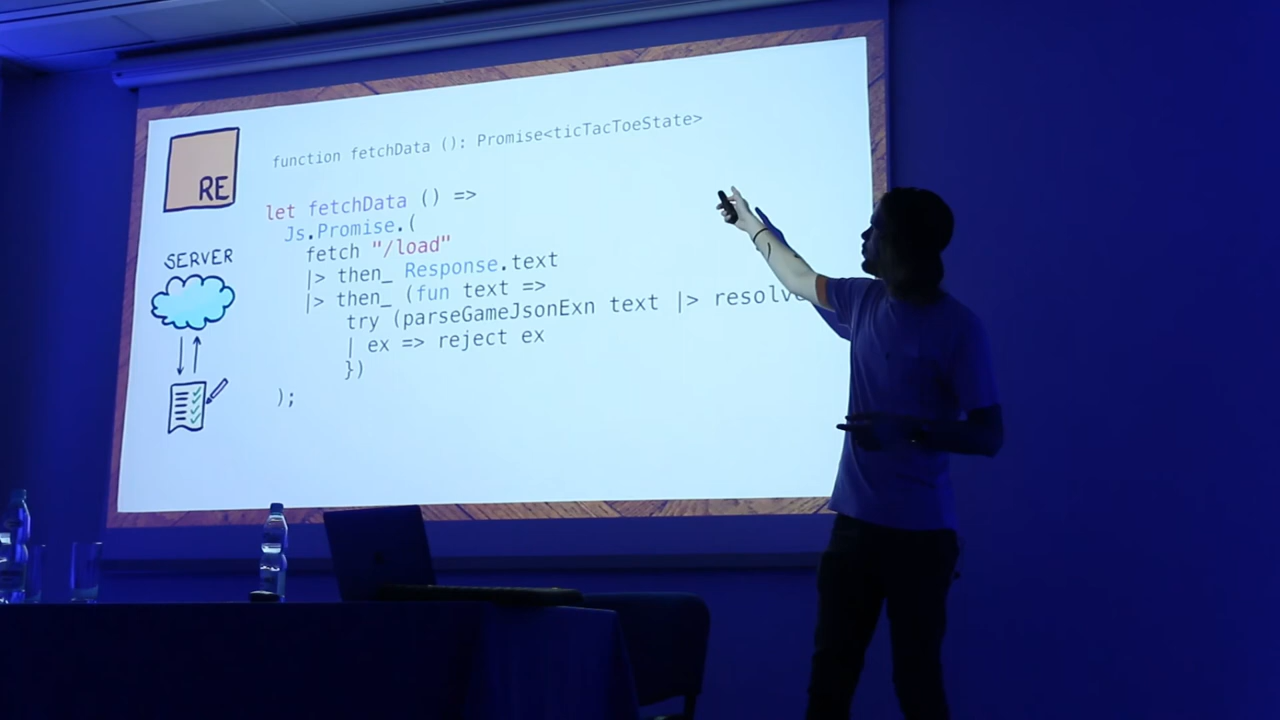 RE
function fetchData (): Promise<ticTacToeState>
let fetchData () =>
Js.Promise.(
fetch "/load"
|> then_ Response.text
|> then_ (fun text =>
try (parseGameJsonExn text |> resolve
| ex => reject ex
})
);
SERVER